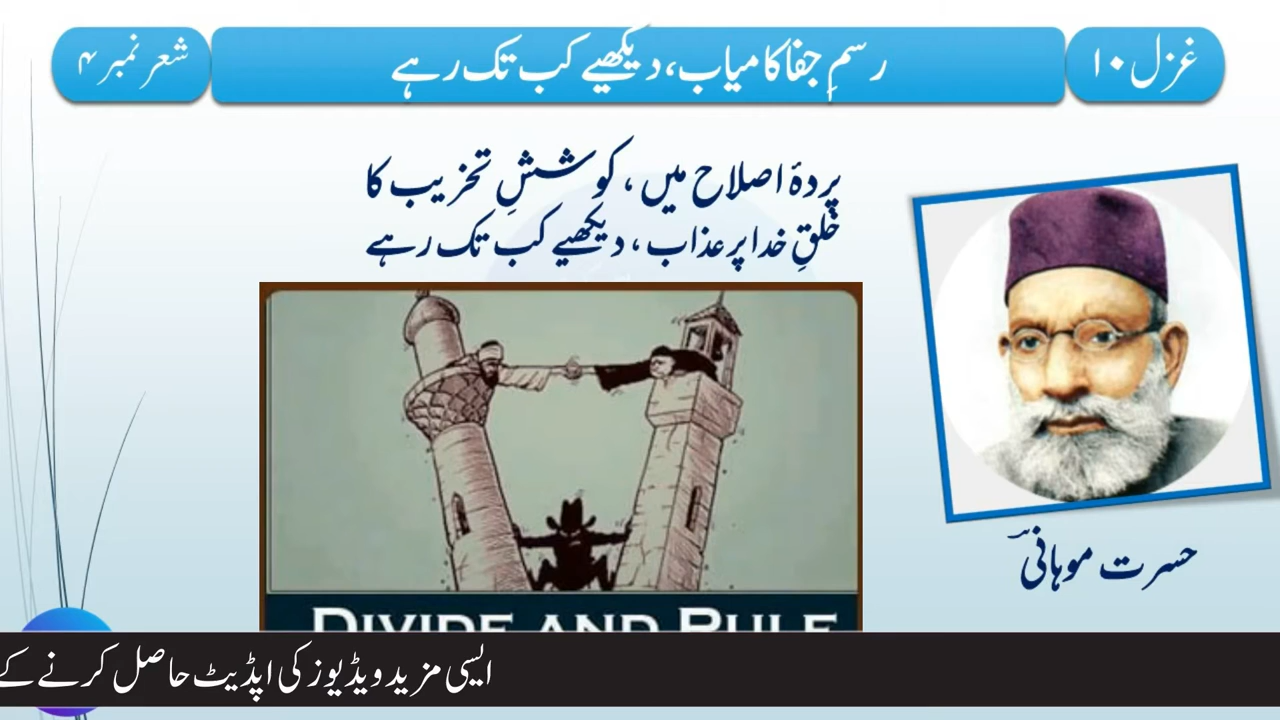 غزل ۱۰
رسمِ جفا کامیاب، دیکھیے کب تک رہے
شعر نمبر ۴
پردۂ اصلاح میں ، کوششِ تخریب کا
خلقِ خدا پر عذاب ، دیکھیے کب تک رہے
حسرت موہانیؔ
DIVIDE AND RULE
ایسی مزید ویڈیوز کی اپڈیٹ حاصل کرنے کے